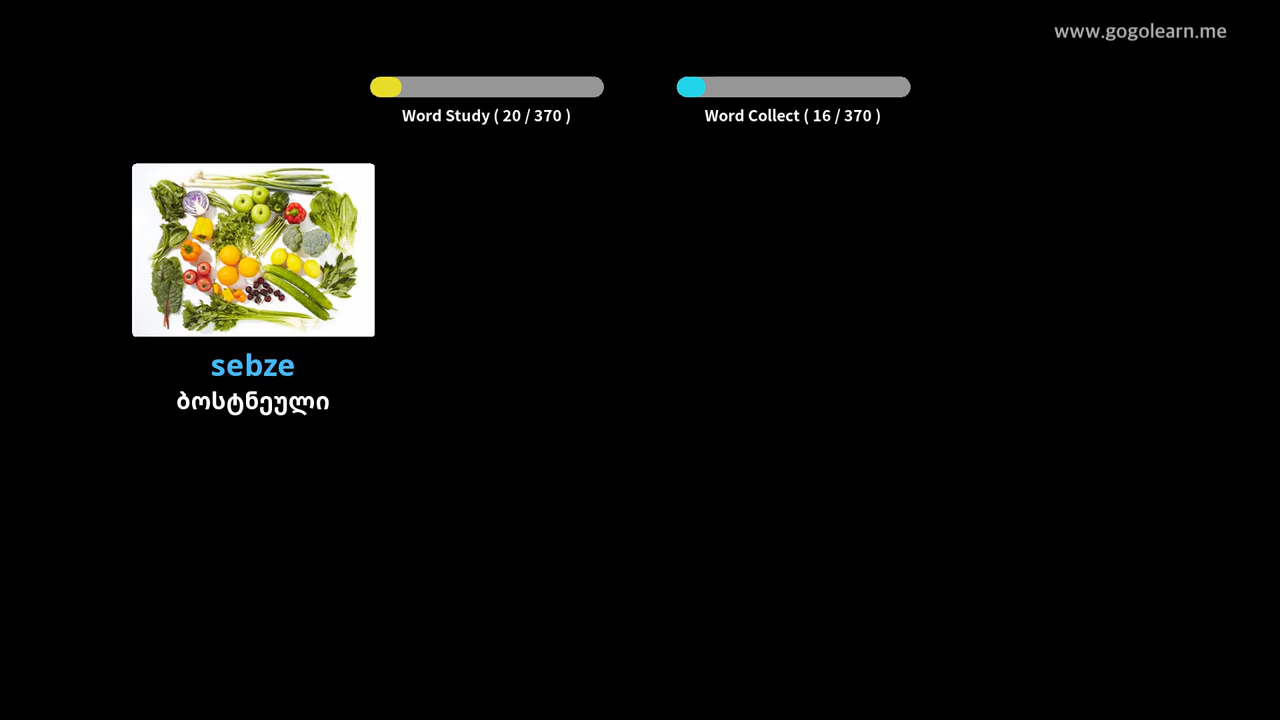 www.gogolearn.me
Word Study ( 20 / 370 )
Word Collect ( 16 / 370 )
sebze
ბოსტნეული